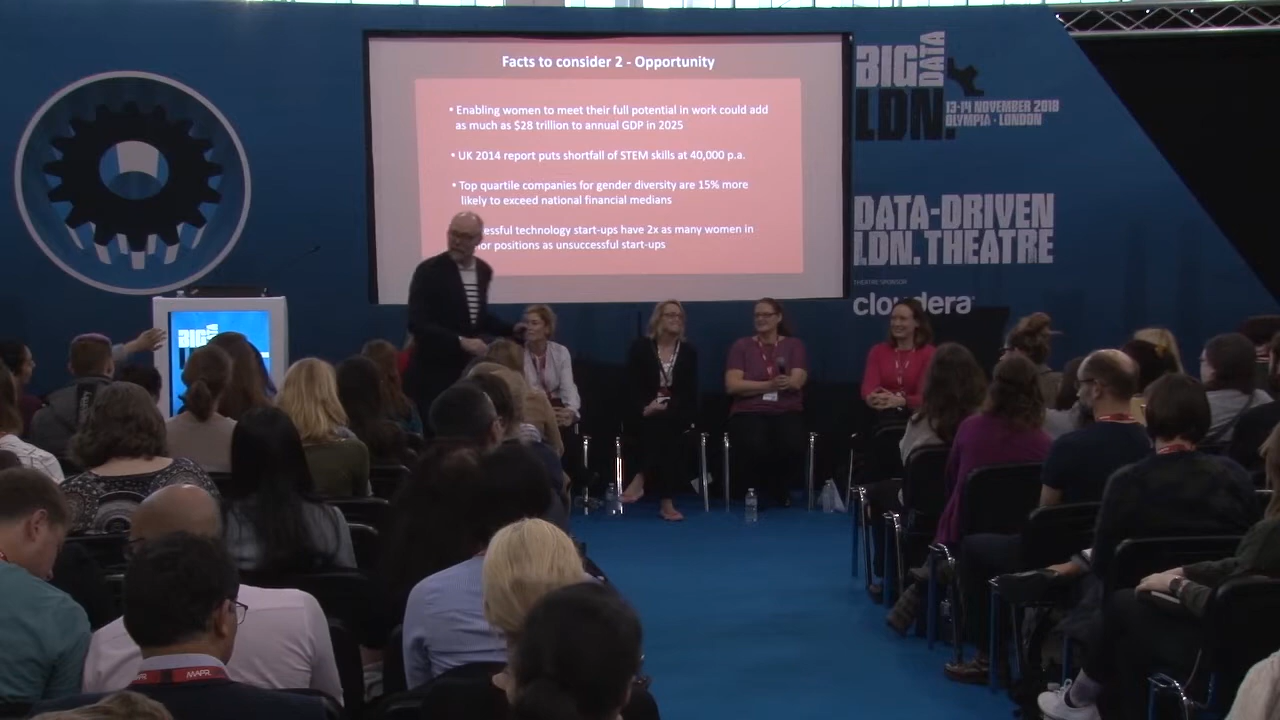 Facts to consider 2 - Opportunity
• Enabling women to meet their full potential in work could add
as much as $28 trillion to annual GDP in 2025
• UK 2014 report puts shortfall of STEM skills at 40,000 p.a.
• Top quartile companies for gender diversity are 15% more
likely to exceed national financial medians
essful technology start-ups have 2x as many women in
ior positions as unsuccessful start-ups
BIG DATA
LDN.
13-14 NOVEMBER 2018
OLYMPIA • LONDON
DATA-DRIVEN
LDN. THEATRE
THEATRE SPONSOR
cloudera
BIG
MAPR.